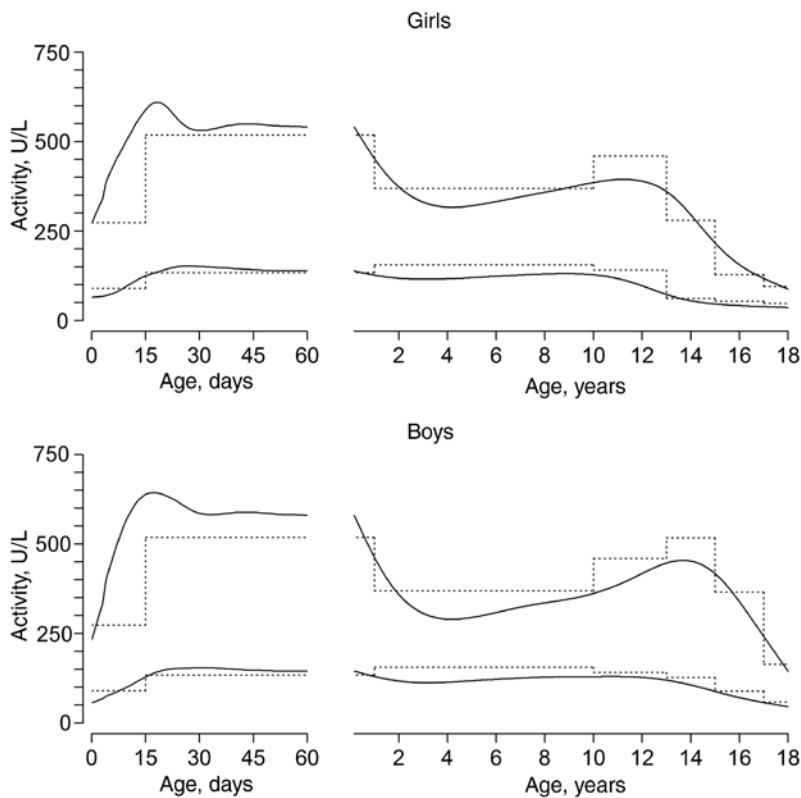 Girls
750
500
250
0
Activity, U/L
0 15 30 45 60
2 4 6 8 10 12 14 16 18
Age, days
Age, years
Boys
750
500
250
0
Activity, U/L
0 15 30 45 60
2 4 6 8 10 12 14 16 18
Age, days
Age, years